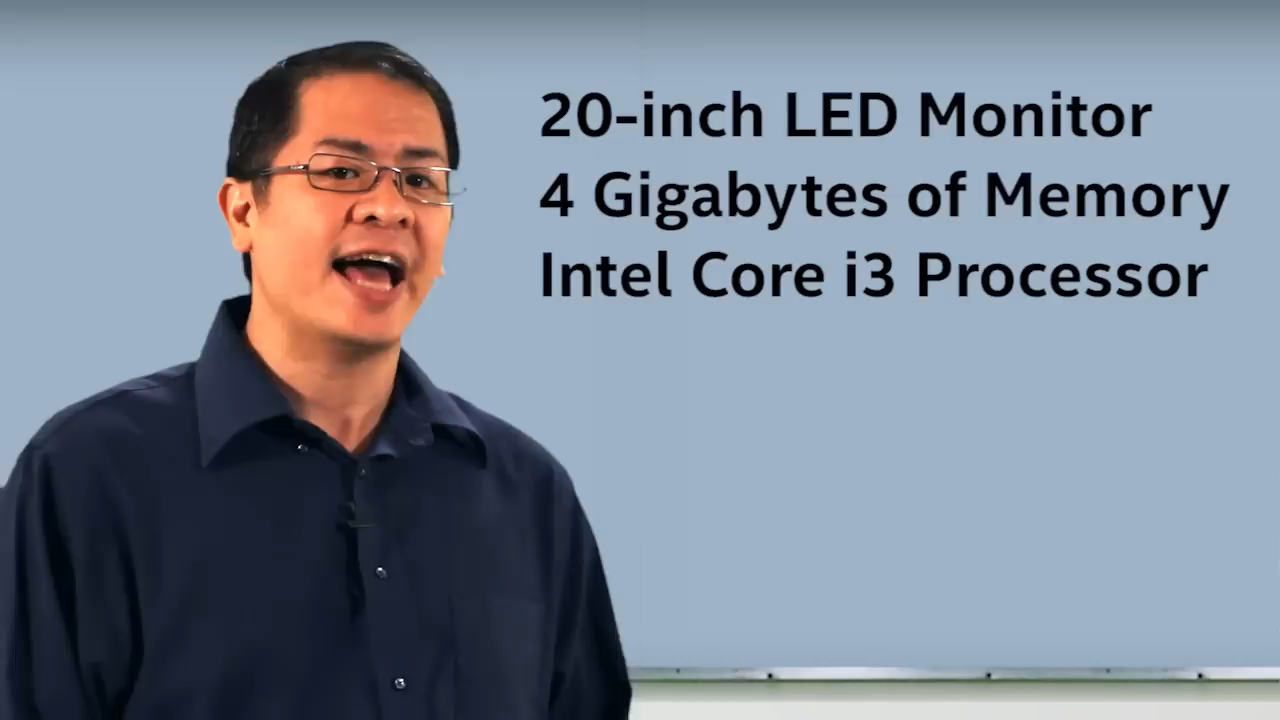 20-inch LED Monitor
4 Gigabytes of Memory
Intel Core i3 Processor